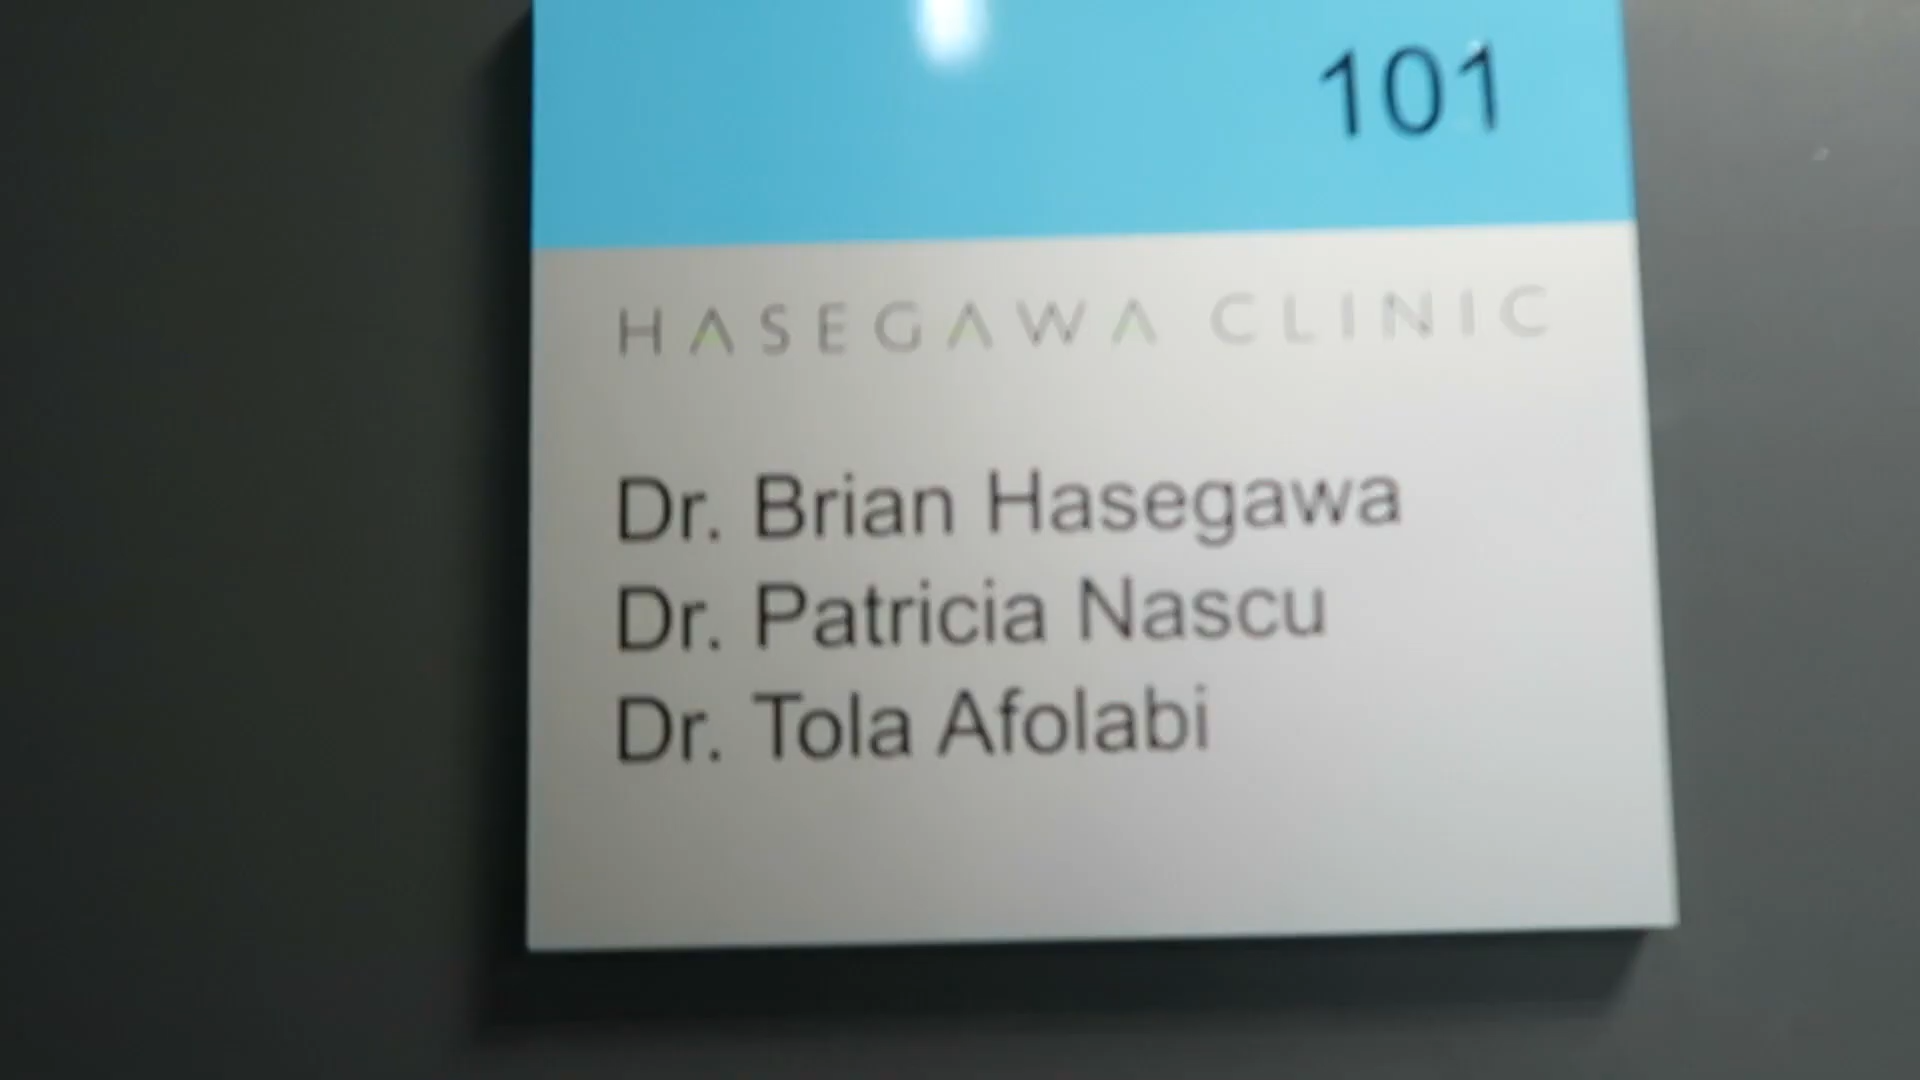 101
HASEGAWA CLINIC
Dr. Brian Hasegawa
Dr. Patricia Nascu
Dr. Tola Afolabi